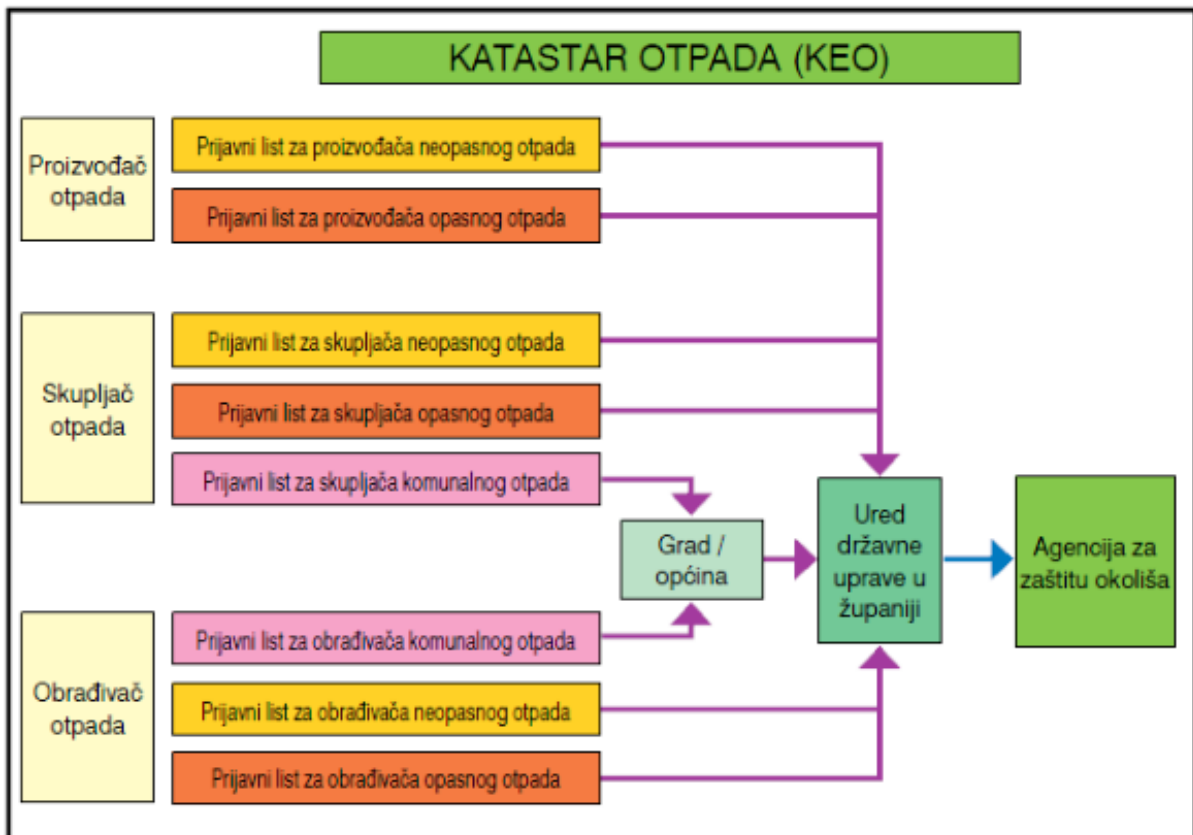 KATASTAR OTPADA (KEO)
Proizvođač
otpada
Prijavni list za proizvođača neopasnog otpada
Prijavni list za proizvođača opasnog otpada
Skupljač
otpada
Prijavni list za skupljača neopasnog otpada
Prijavni list za skupljača opasnog otpada
Prijavni list za skupljača komunalnog otpada
Grad /
općina
Ured
državne
uprave u
županiji
Agencija za
zaštitu okoliša
Obrađivač
otpada
Prijavni list za obrađivača komunalnog otpada
Prijavni list za obrađivača neopasnog otpada
Prijavni list za obrađivača opasnog otpada